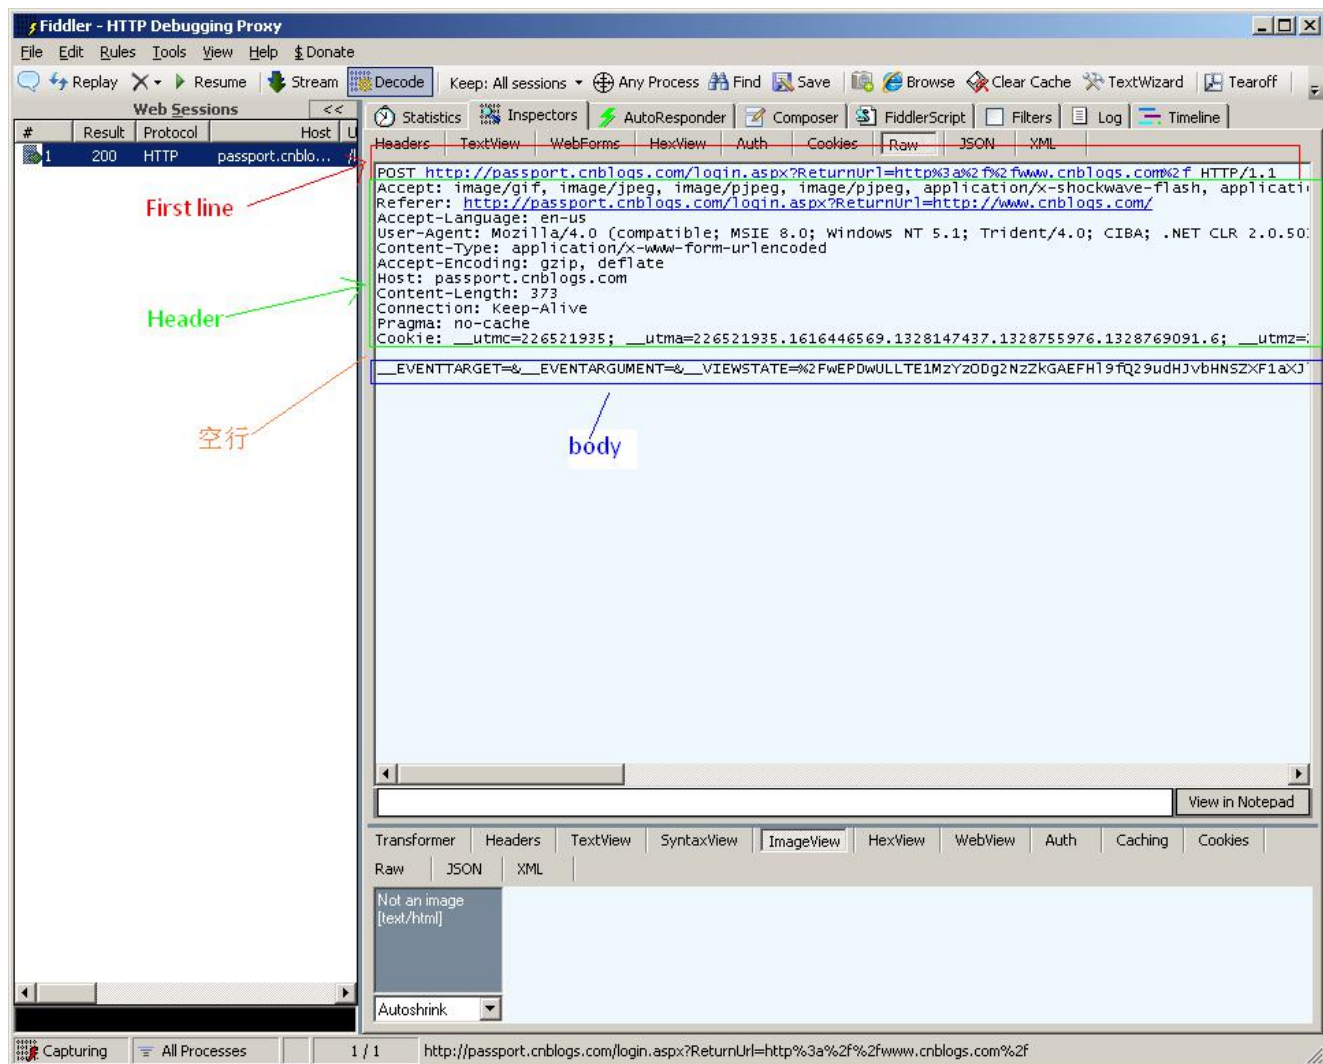 Fiddler - HTTP Debugging Proxy
File Edit Rules Tools View Help $ Donate
Replay Resume Stream Decode Keep: All sessions Any Process Find Save Browse Clear Cache TextWizard Tearoff
Web Sessions <<
# Result Protocol Host U
1 200 HTTP passport.cnblo... /l
Statistics Inspectors AutoResponder Composer FiddlerScript Filters Log Timeline
Headers TextView WebForms HexView Auth Cookies Raw JSON XML
POST http://passport.cnblogs.com/login.aspx?ReturnUrl=http%3a%2f%2fwww.cnblogs.com%2f HTTP/1.1
Accept: image/gif, image/jpeg, image/pjpeg, image/pjpeg, application/x-shockwave-flash, applicati
Referer: http://passport.cnblogs.com/login.aspx?ReturnUrl=http://www.cnblogs.com/
Accept-Language: en-us
User-Agent: Mozilla/4.0 (compatible; MSIE 8.0; Windows NT 5.1; Trident/4.0; CIBA; .NET CLR 2.0.50
Content-Type: application/x-www-form-urlencoded
Accept-Encoding: gzip, deflate
Host: passport.cnblogs.com
Content-Length: 373
Connection: Keep-Alive
Pragma: no-cache
Cookie: __utmc=226521935; __utma=226521935.1616446569.1328147437.1328755976.1328769091.6; __utmz=
__EVENTTARGET=&__EVENTARGUMENT=&__VIEWSTATE=%2FwEPDwULLTE1MzYzODg2NzZkGAEFHl9fQ29udHJvbHNSZXF1aXJ
First line
Header
空行
body
View in Notepad
Transformer Headers TextView SyntaxView ImageView HexView WebView Auth Caching Cookies
Raw JSON XML
Not an image
[text/html]
Autoshrink
Capturing All Processes 1 / 1 http://passport.cnblogs.com/login.aspx?ReturnUrl=http%3a%2f%2fwww.cnblogs.com%2f